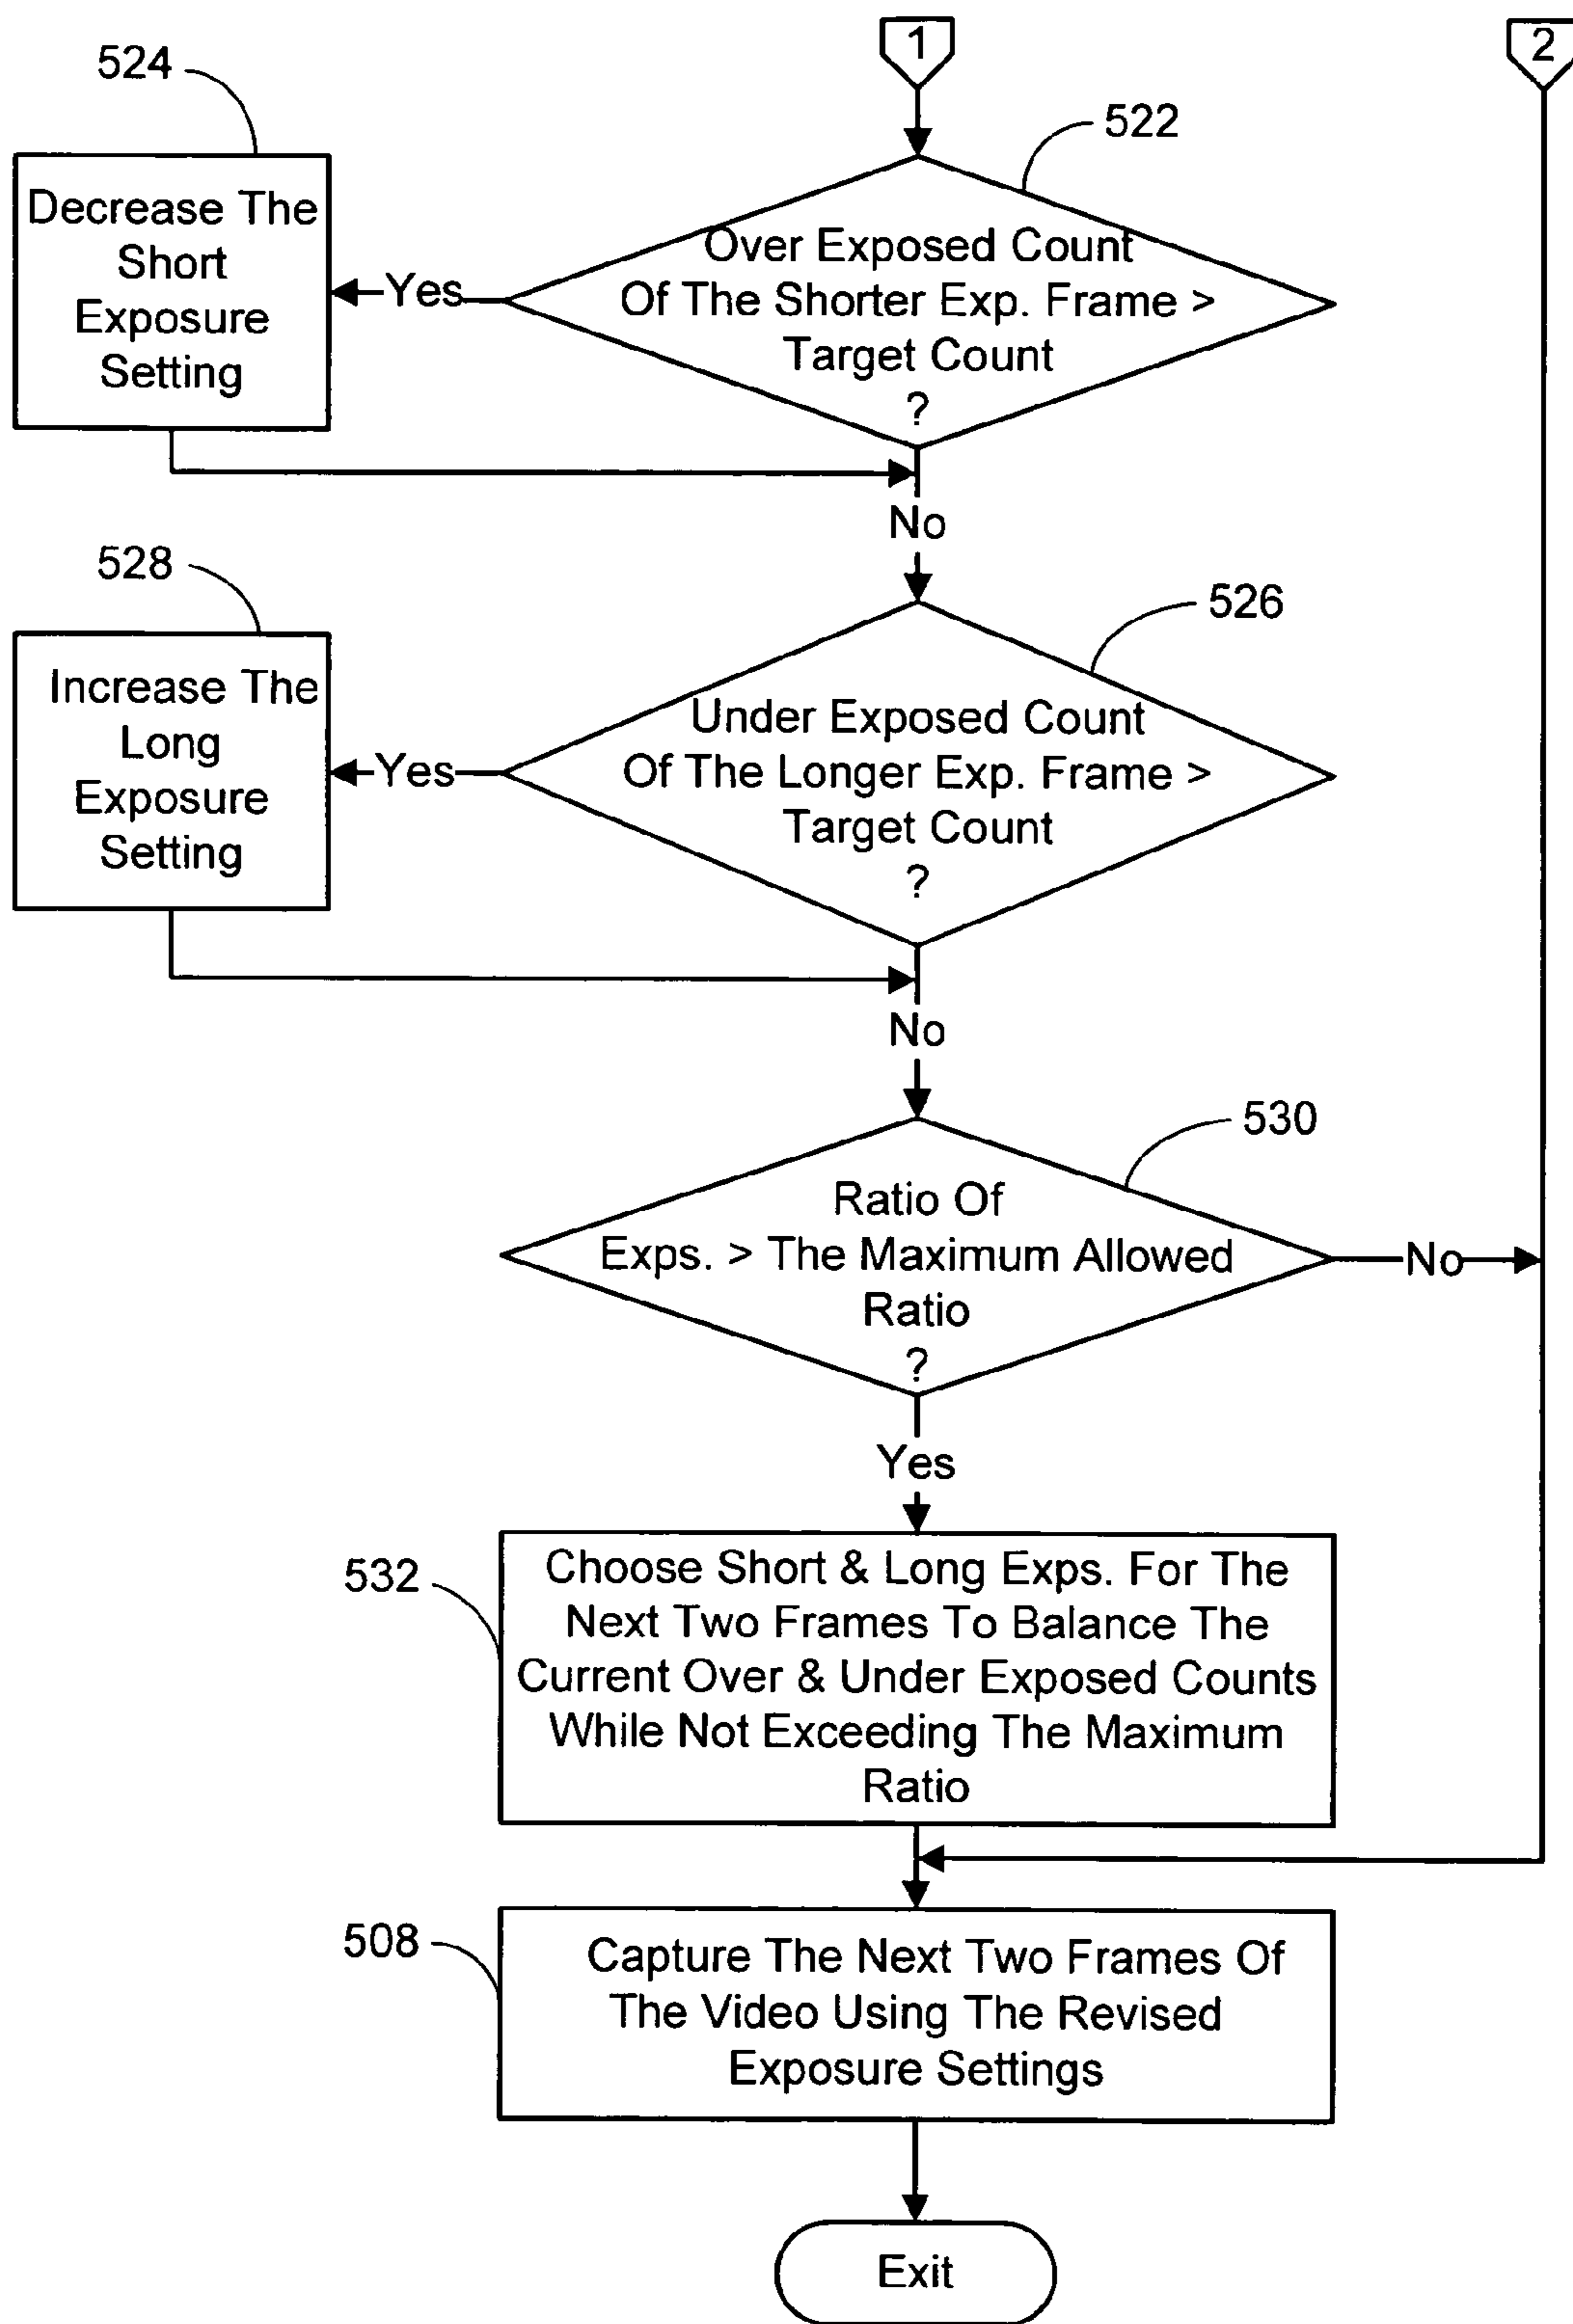 1
2
524
522
Decrease The
Short
Exposure
Setting
Yes
Over Exposed Count
Of The Shorter Exp. Frame >
Target Count
?
No
528
526
Increase The
Long
Exposure
Setting
Yes
Under Exposed Count
Of The Longer Exp. Frame >
Target Count
?
No
530
Ratio Of
Exps. > The Maximum Allowed
Ratio
?
No
Yes
532
Choose Short & Long Exps. For The
Next Two Frames To Balance The
Current Over & Under Exposed Counts
While Not Exceeding The Maximum
Ratio
508
Capture The Next Two Frames Of
The Video Using The Revised
Exposure Settings
Exit